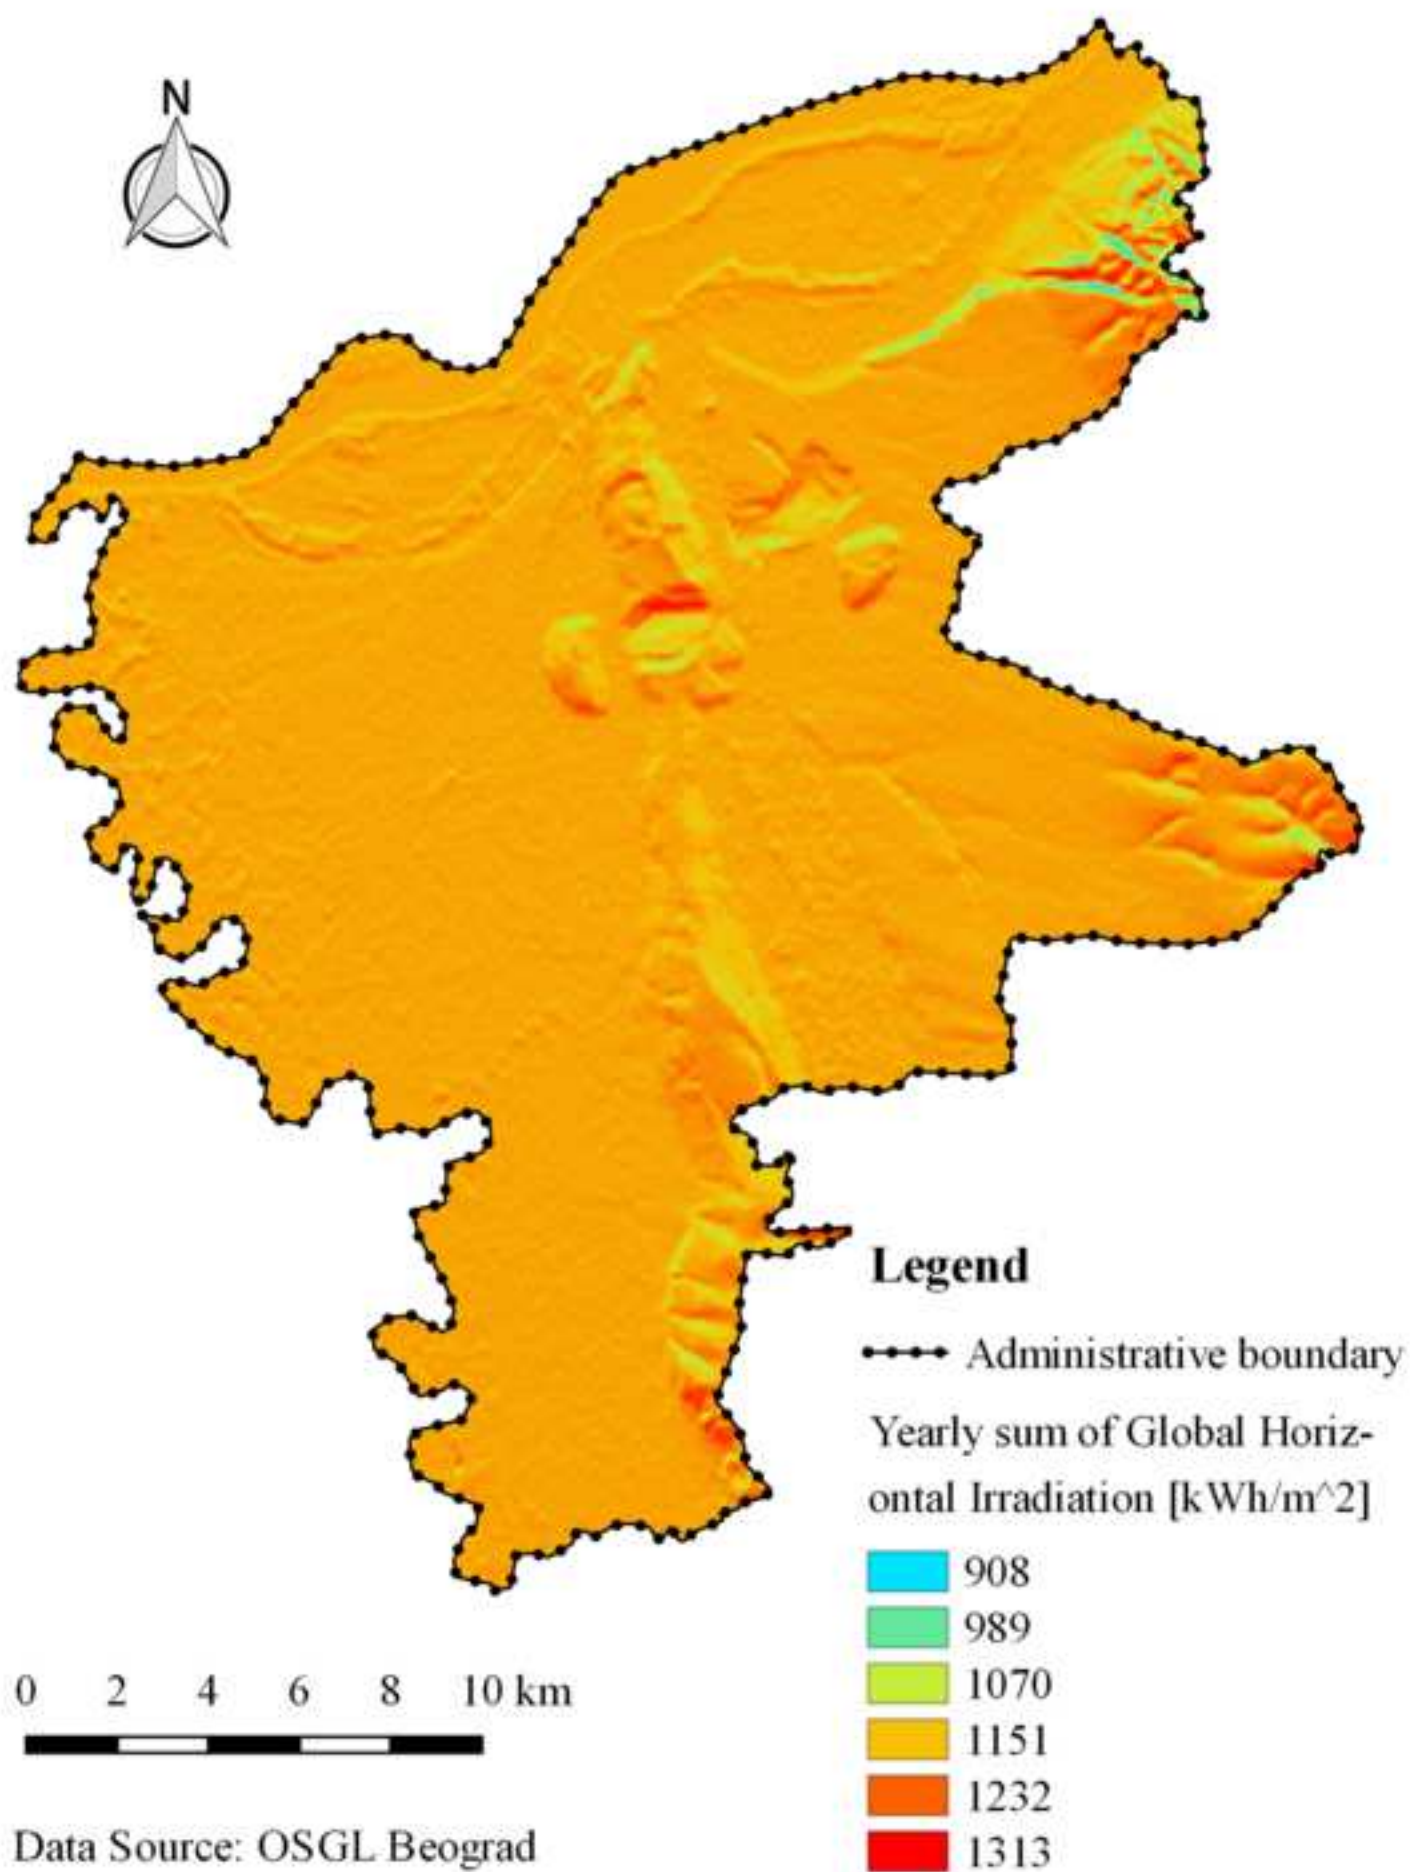 N
Legend
Administrative boundary
Yearly sum of Global Horiz-
ontal Irradiation [kWh/m^2]
908
989
1070
1151
1232
1313
0 2 4 6 8 10 km
Data Source: OSGL Beograd